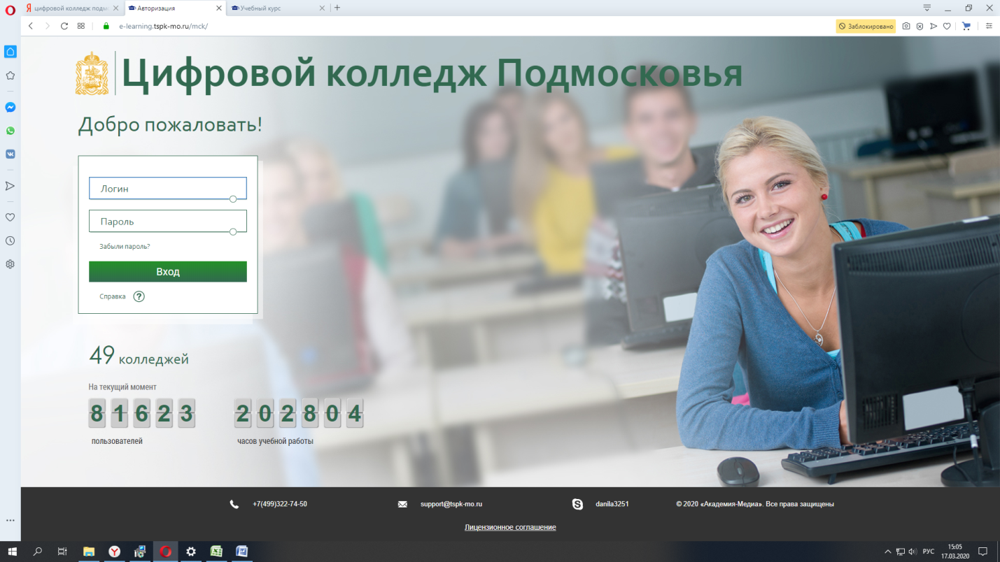 цифровой колледж подм
Авторизация
Учебный курс
e-learning.tspk-mo.ru/mck/
Заблокировано
Цифровой колледж Подмосковья
Добро пожаловать!
Логин
Пароль
Забыли пароль?
Вход
Справка ?
49 колледжей
На текущий момент
81623 202804
пользователей часов учебной работы
+7(499)322-74-50 support@tspk-mo.ru danila3251 © 2020 «Академия-Медиа». Все права защищены
Лицензионное соглашение
РУС
15:05
17.03.2020